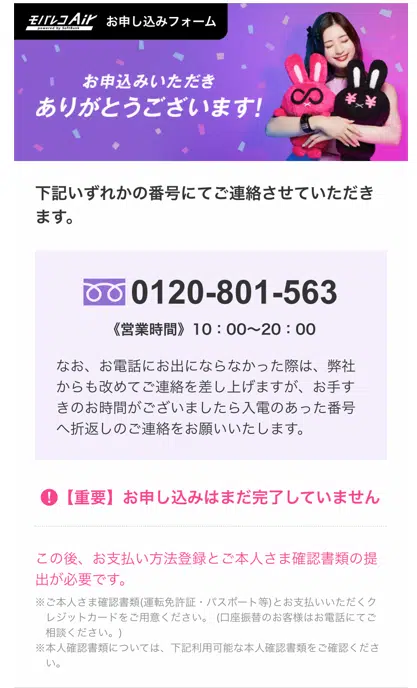 モバレコAir
powered by SoftBank
お申し込みフォーム
お申込みいただき
ありがとうございます!
下記いずれかの番号にてご連絡させていただき
ます。
0120-801-563
《営業時間》10：00〜20：00
なお、お電話にお出にならなかった際は、弊社
からも改めてご連絡を差し上げますが、お手す
きのお時間がございましたら入電のあった番号
へ折返しのご連絡をお願いいたします。
!【重要】お申し込みはまだ完了していません
この後、お支払い方法登録とご本人さま確認書類の提
出が必要です。
※ご本人さま確認書類(運転免許証・パスポート等)とお支払いいただくク
レジットカードをご用意ください。 (口座振替のお客様はお電話にてご
相談ください。)
※本人確認書類については、下記利用可能な本人確認書類をご確認くださ
い。